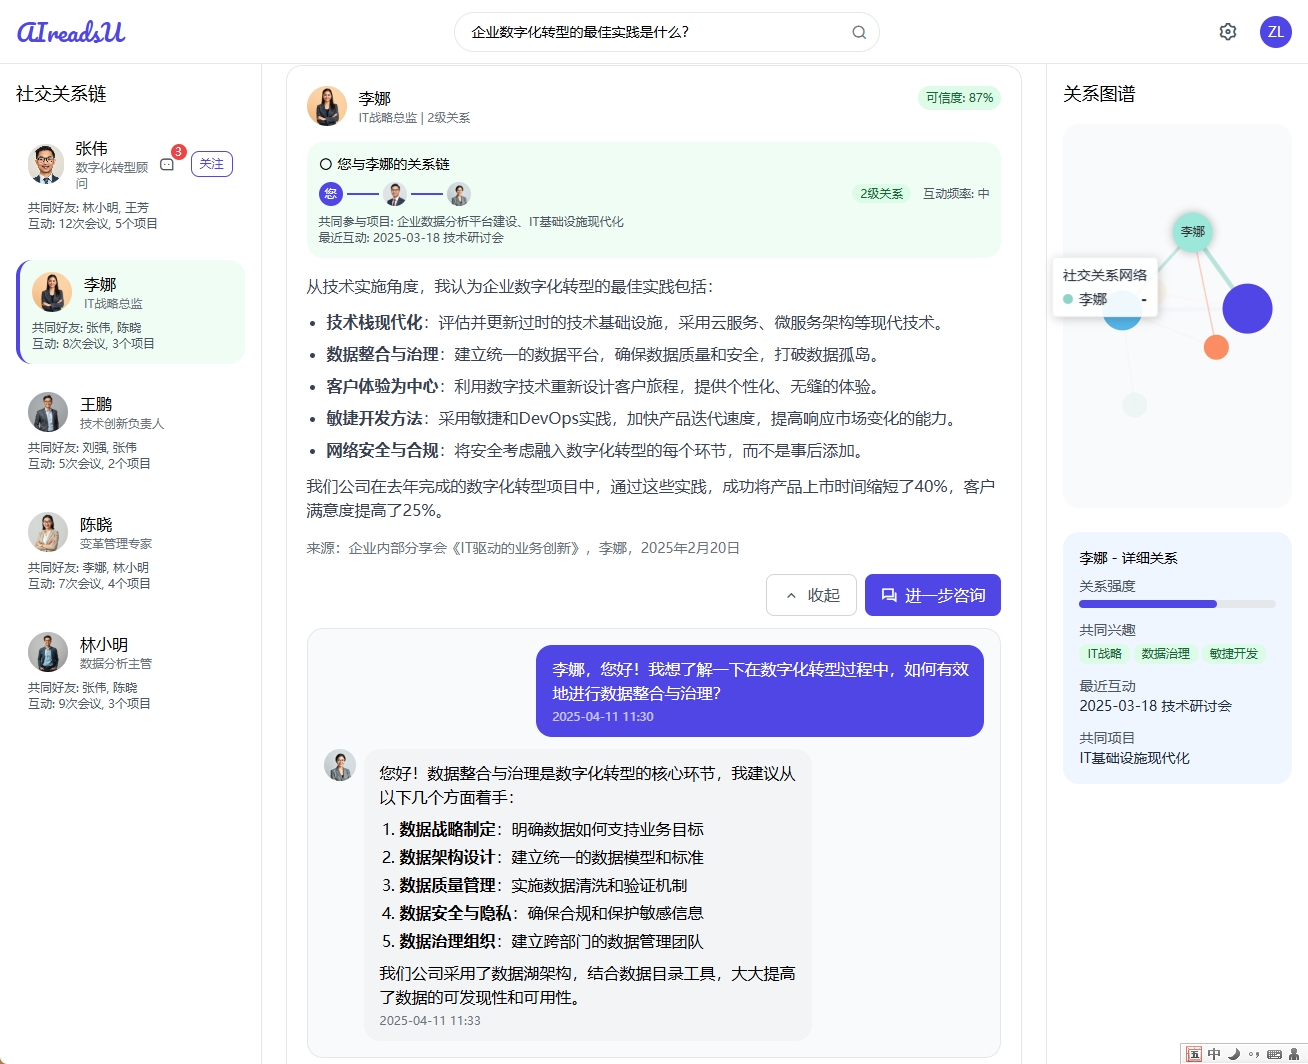 AIreadsU
企业数字化转型的最佳实践是什么?
ZL
社交关系链
张伟
数字化转型顾
问
3
关注
共同好友: 林小明, 王芳
互动: 12次会议, 5个项目
李娜
IT战略总监
共同好友: 张伟, 陈晓
互动: 8次会议, 3个项目
王鹏
技术创新负责人
共同好友: 刘强, 张伟
互动: 5次会议, 2个项目
陈晓
变革管理专家
共同好友: 李娜, 林小明
互动: 7次会议, 4个项目
林小明
数据分析主管
共同好友: 张伟, 陈晓
互动: 9次会议, 3个项目
李娜
IT战略总监 | 2级关系
可信度: 87%
您与李娜的关系链
您
2级关系
互动频率: 中
共同参与项目: 企业数据分析平台建设、IT基础设施现代化
最近互动: 2025-03-18 技术研讨会
从技术实施角度，我认为企业数字化转型的最佳实践包括：
• 技术栈现代化：评估并更新过时的技术基础设施，采用云服务、微服务架构等现代技术。
• 数据整合与治理：建立统一的数据平台，确保数据质量和安全，打破数据孤岛。
• 客户体验为中心：利用数字技术重新设计客户旅程，提供个性化、无缝的体验。
• 敏捷开发方法：采用敏捷和DevOps实践，加快产品迭代速度，提高响应市场变化的能力。
• 网络安全与合规：将安全考虑融入数字化转型的每个环节，而不是事后添加。
我们公司在去年完成的数字化转型项目中，通过这些实践，成功将产品上市时间缩短了40%，客户
满意度提高了25%。
来源：企业内部分享会《IT驱动的业务创新》，李娜，2025年2月20日
收起
进一步咨询
李娜，您好！我想了解一下在数字化转型过程中，如何有效
地进行数据整合与治理？
2025-04-11 11:30
您好！数据整合与治理是数字化转型的核心环节，我建议从
以下几个方面着手：
1. 数据战略制定：明确数据如何支持业务目标
2. 数据架构设计：建立统一的数据模型和标准
3. 数据质量管理：实施数据清洗和验证机制
4. 数据安全与隐私：确保合规和保护敏感信息
5. 数据治理组织：建立跨部门的数据管理团队
我们公司采用了数据湖架构，结合数据目录工具，大大提高
了数据的可发现性和可用性。
2025-04-11 11:33
关系图谱
李娜
社交关系网络
李娜 -
李娜 - 详细关系
关系强度
共同兴趣
IT战略
数据治理
敏捷开发
最近互动
2025-03-18 技术研讨会
共同项目
IT基础设施现代化
五 中